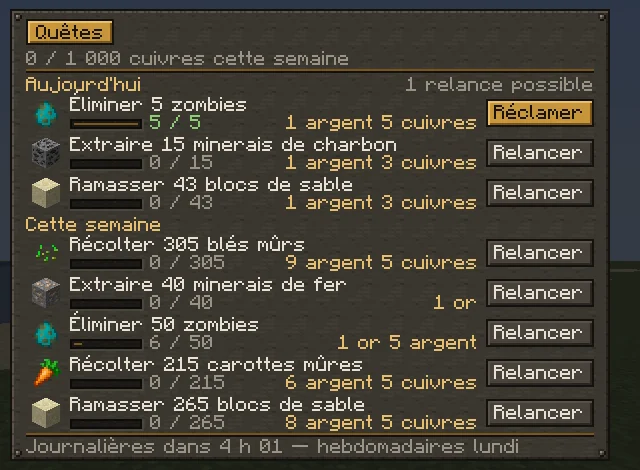 Quêtes
0 / 1 000 cuivres cette semaine
Aujourd'hui 1 relance possible
Éliminer 5 zombies
5 / 5 1 argent 5 cuivres Réclamer
Extraire 15 minerais de charbon
0 / 15 1 argent 3 cuivres Relancer
Ramasser 43 blocs de sable
0 / 43 1 argent 3 cuivres Relancer
Cette semaine
Récolter 305 blés mûrs
0 / 305 9 argent 5 cuivres Relancer
Extraire 40 minerais de fer
0 / 40 1 or Relancer
Éliminer 50 zombies
6 / 50 1 or 5 argent Relancer
Récolter 215 carottes mûres
0 / 215 6 argent 5 cuivres Relancer
Ramasser 265 blocs de sable
0 / 265 8 argent 5 cuivres Relancer
Journalières dans 4 h 01 — hebdomadaires lundi